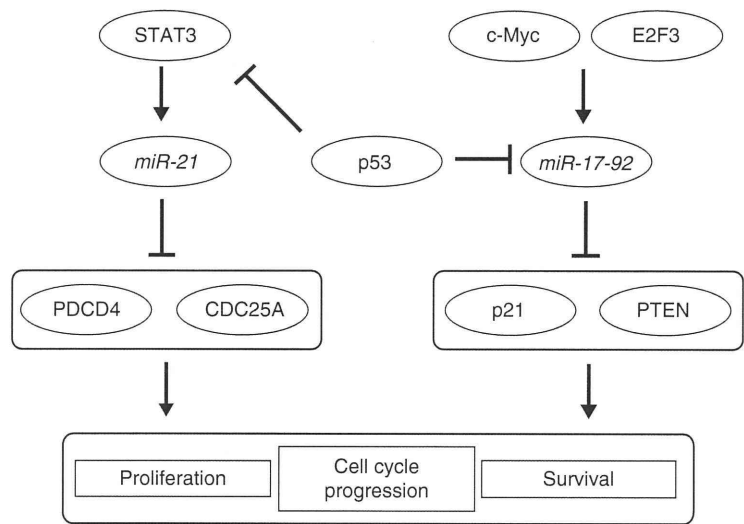 STAT3
c-Myc
E2F3
miR-21
p53
miR-17-92
PDCD4
CDC25A
p21
PTEN
Proliferation
Cell cycle
progression
Survival